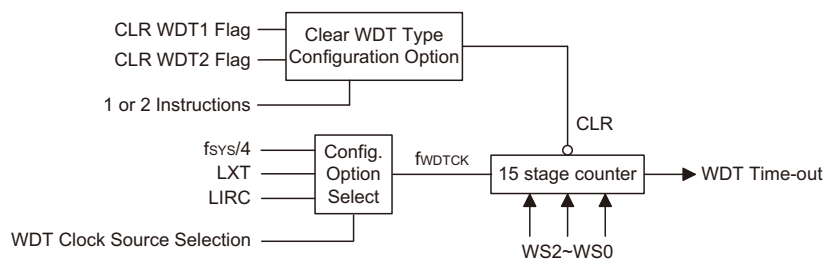 CLR WDT1 Flag
CLR WDT2 Flag
Clear WDT Type
Configuration Option
1 or 2 Instructions
CLR
fSYS/4
LXT
LIRC
Config.
Option
Select
fWDTCK
15 stage counter
WDT Time-out
WDT Clock Source Selection
WS2~WS0